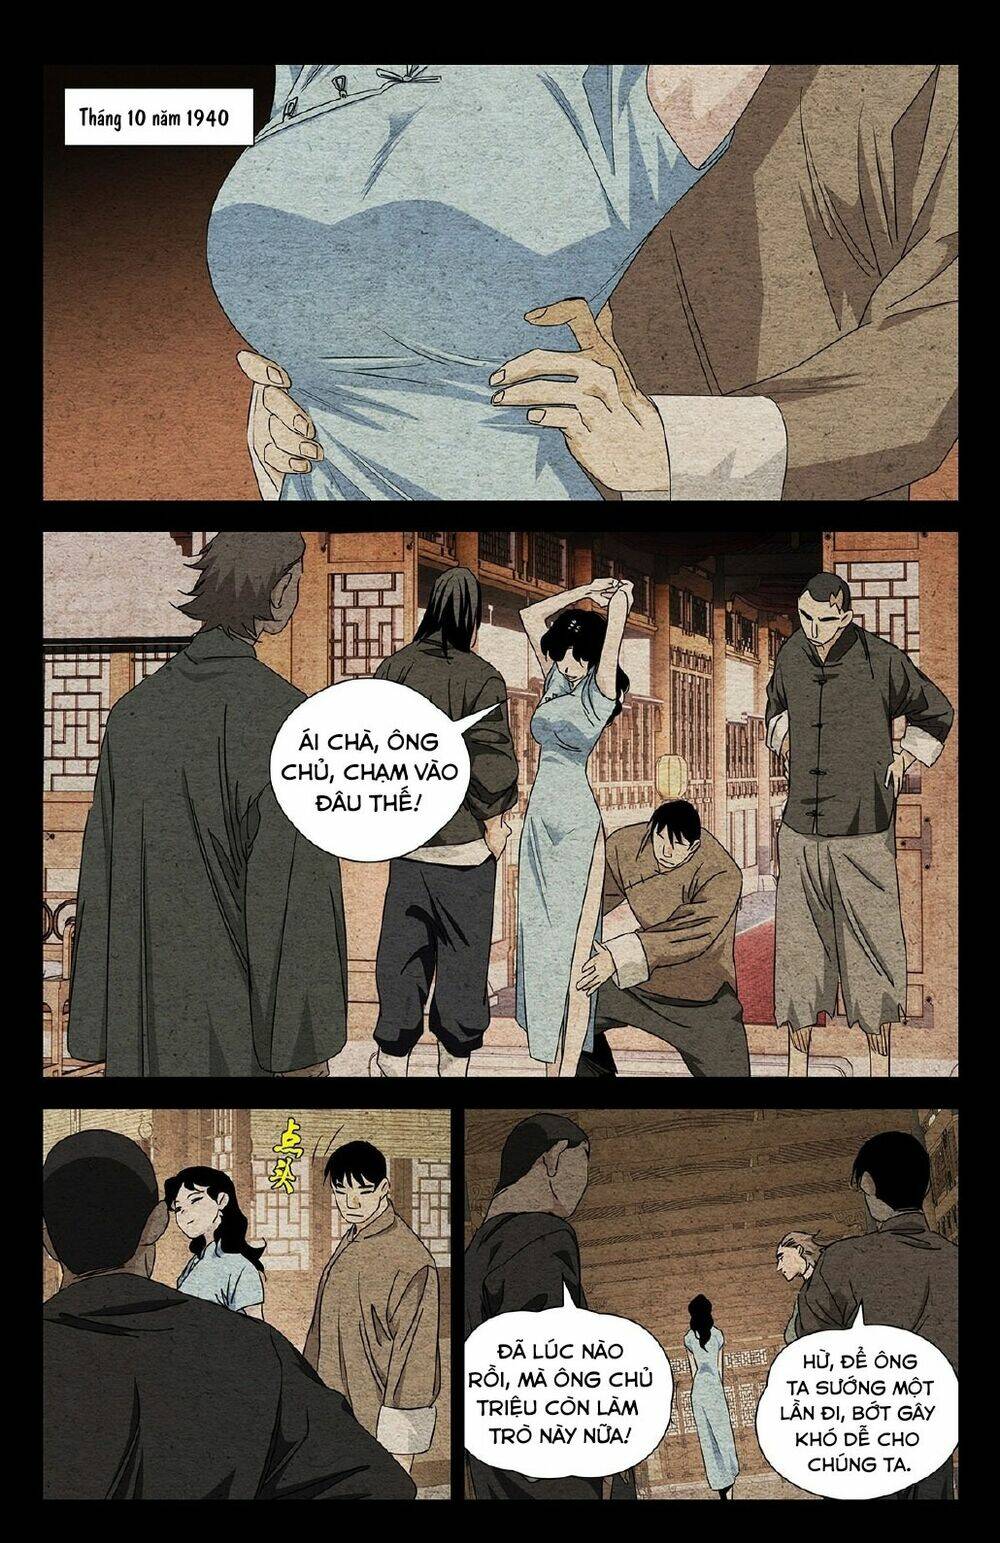 Tháng 10 năm 1940
ÁI CHÀ, ÔNG
CHỦ, CHẠM VÀO
ĐÂU THẾ!
点头
ĐÃ LÚC NÀO
RỒI, MÀ ÔNG CHỦ
TRIỆU CÒN LÀM
TRÒ NÀY NỮA!
HỪ, ĐỂ ÔNG
TA SƯỚNG MỘT
LẦN ĐI, BỚT GÂY
KHÓ DỄ CHO
CHÚNG TA.